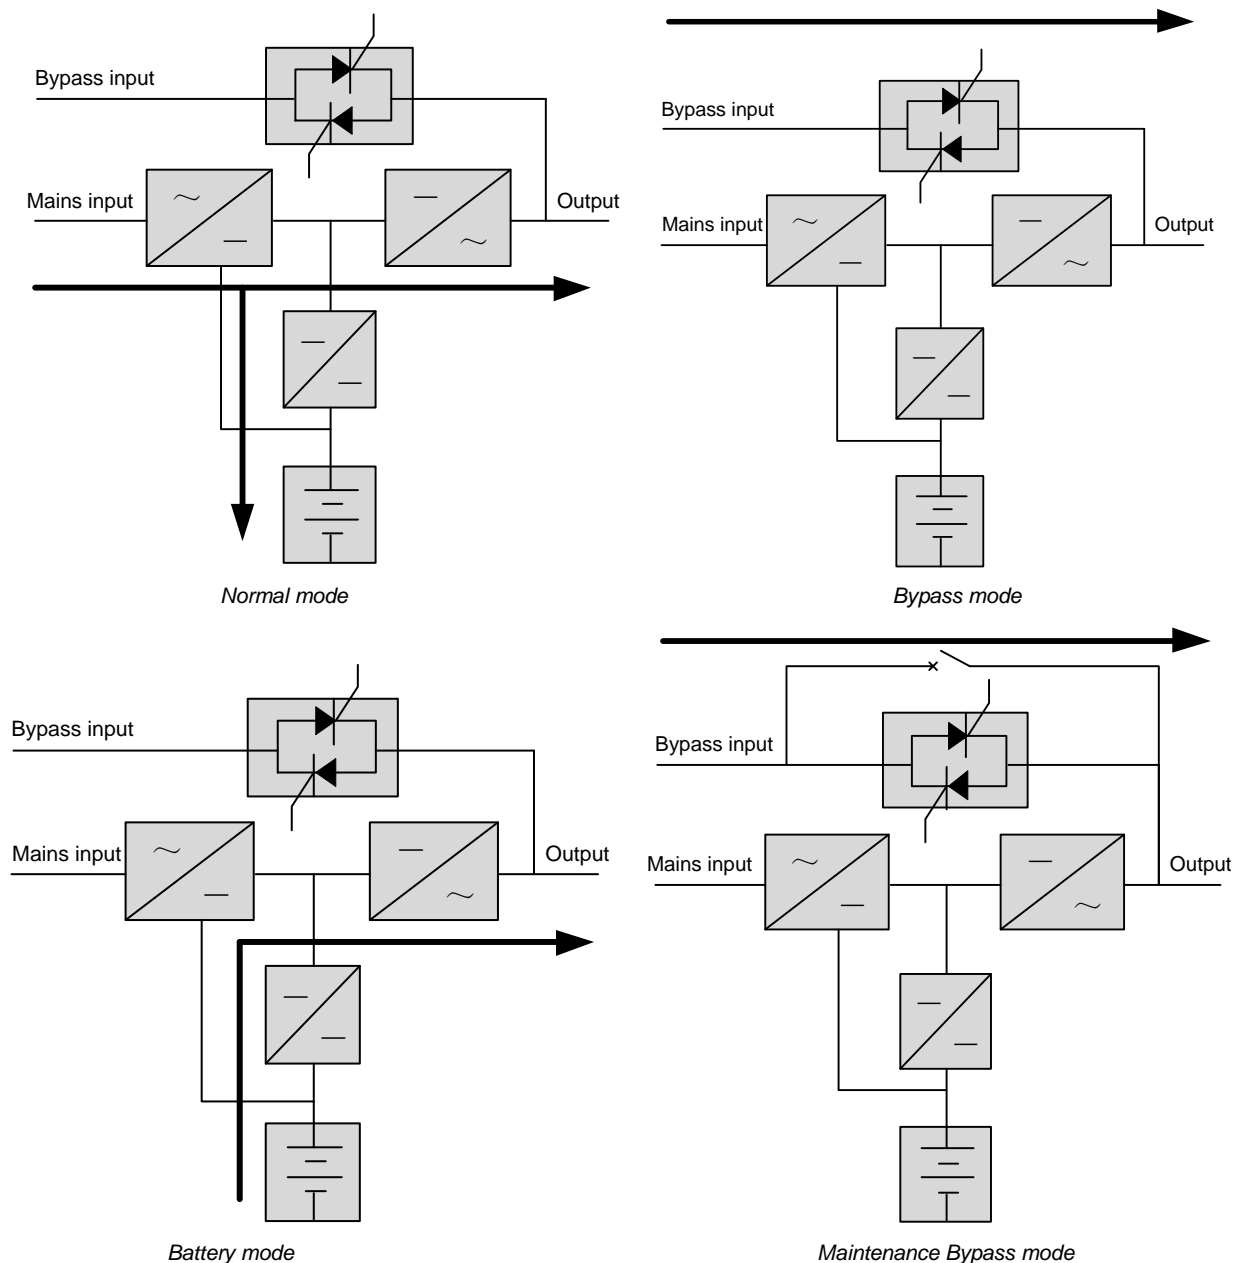 Bypass input
Mains input
Output
Normal mode
Bypass input
Mains input
Output
Bypass mode
Bypass input
Mains input
Output
Battery mode
Bypass input
Mains input
Output
Maintenance Bypass mode